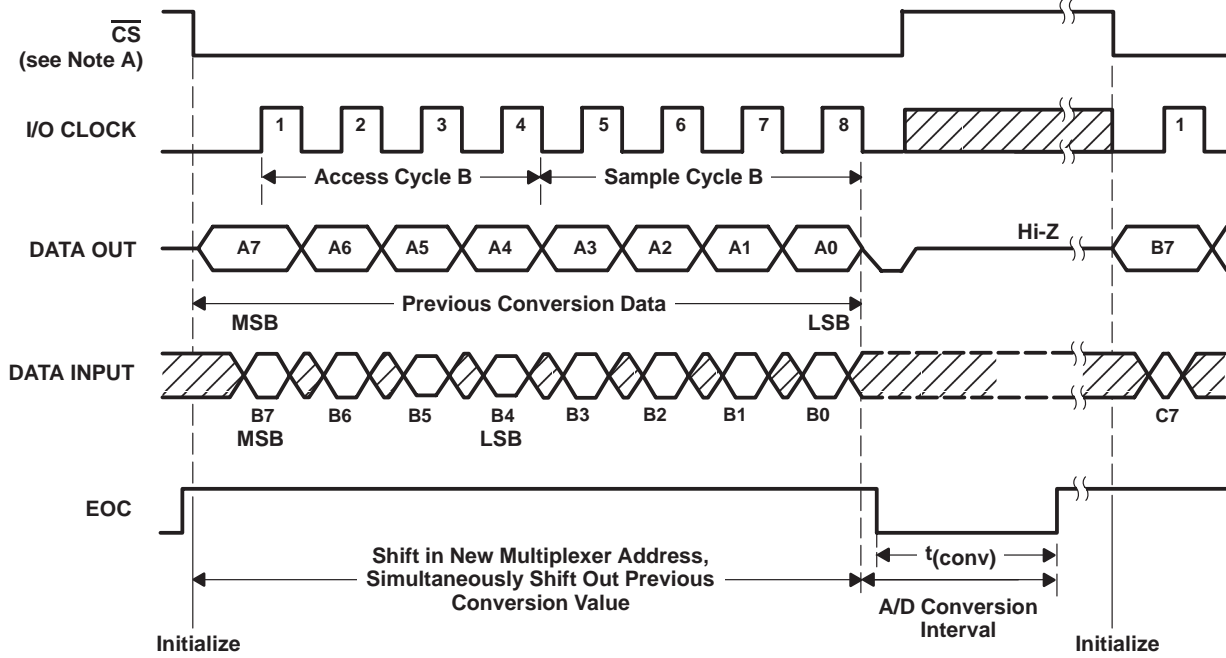 CS
(see Note A)
I/O CLOCK
1 2 3 4 5 6 7 8 1
Access Cycle B Sample Cycle B
DATA OUT
A7 A6 A5 A4 A3 A2 A1 A0 Hi-Z B7
Previous Conversion Data
MSB LSB
DATA INPUT
B7 B6 B5 B4 B3 B2 B1 B0 C7
MSB LSB
EOC
Shift in New Multiplexer Address,
Simultaneously Shift Out Previous
Conversion Value
t(conv)
A/D Conversion
Interval
Initialize Initialize